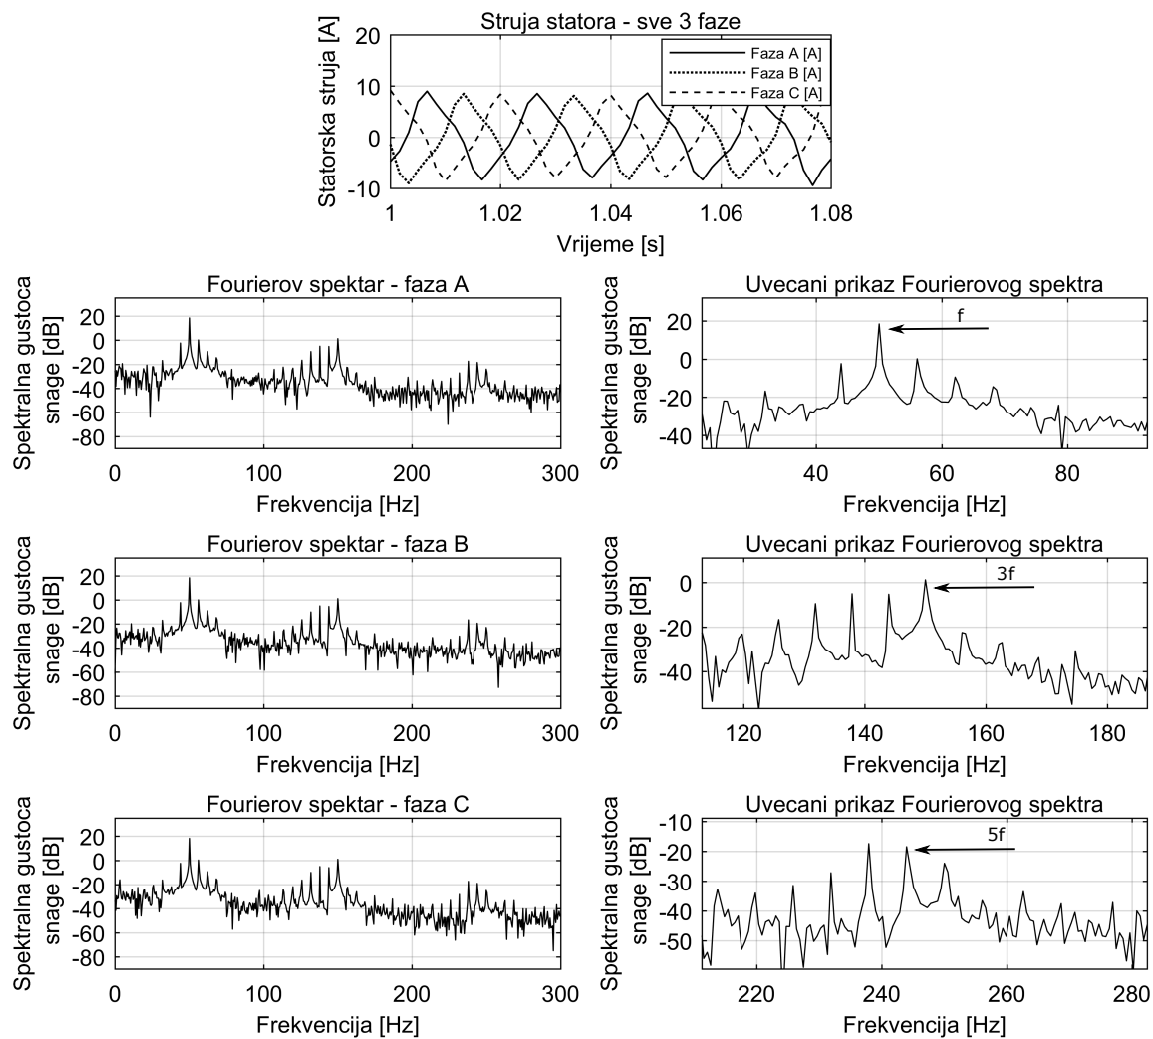 Struja statora - sve 3 faze
Statorska struja [A]
20
10
0
-10
Faza A [A]
Faza B [A]
Faza C [A]
1 1.02 1.04 1.06 1.08
Vrijeme [s]
Fourierov spektar - faza A
Spektralna gustoca
snage [dB]
20
0
-20
-40
-60
-80
0 100 200 300
Frekvencija [Hz]
Uvecani prikaz Fourierovog spektra
Spektralna gustoca
snage [dB]
20
0
-20
-40
f
40 60 80
Frekvencija [Hz]
Fourierov spektar - faza B
Spektralna gustoca
snage [dB]
20
0
-20
-40
-60
-80
0 100 200 300
Frekvencija [Hz]
Uvecani prikaz Fourierovog spektra
Spektralna gustoca
snage [dB]
0
-20
-40
3f
120 140 160 180
Frekvencija [Hz]
Fourierov spektar - faza C
Spektralna gustoca
snage [dB]
20
0
-20
-40
-60
-80
0 100 200 300
Frekvencija [Hz]
Uvecani prikaz Fourierovog spektra
Spektralna gustoca
snage [dB]
-10
-20
-30
-40
-50
5f
220 240 260 280
Frekvencija [Hz]